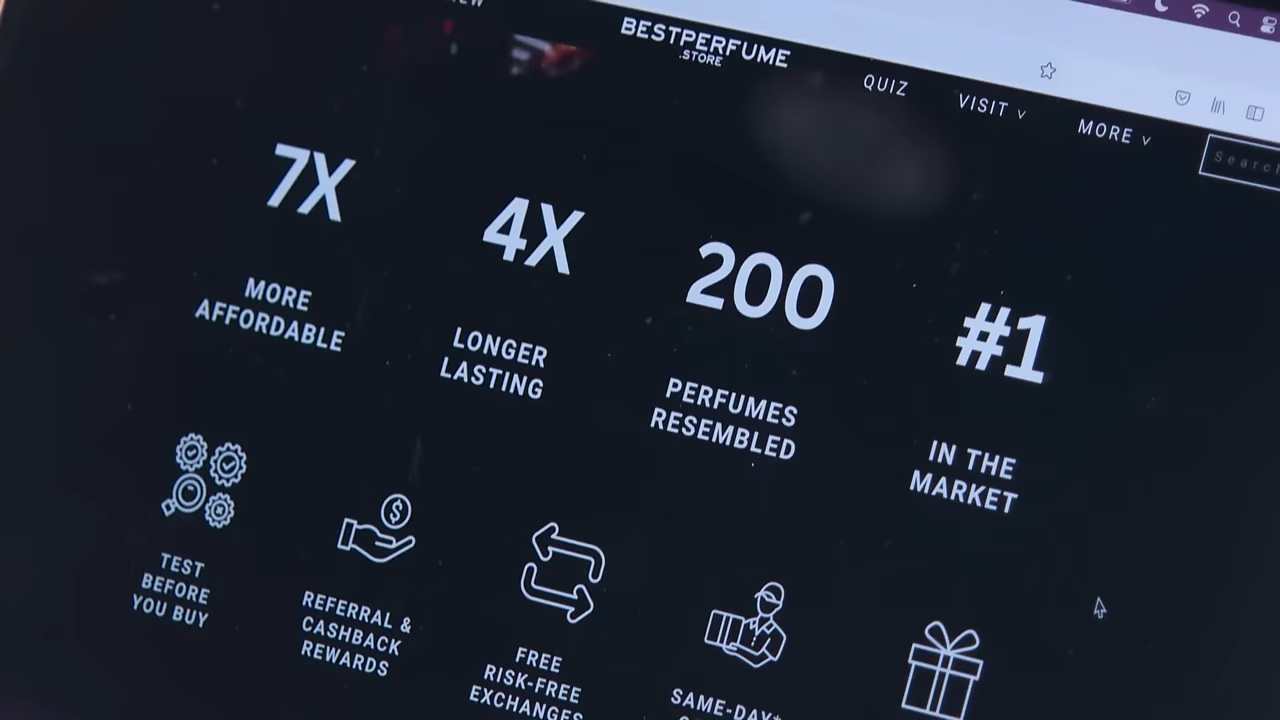 BESTPERFUME
.STORE
QUIZ
VISIT
MORE
7X
MORE
AFFORDABLE
4X
LONGER
LASTING
200
PERFUMES
RESEMBLED
#1
IN THE
MARKET
TEST
BEFORE
YOU BUY
REFERRAL &
CASHBACK
REWARDS
FREE
RISK-FREE
EXCHANGES
SAME-DAY*